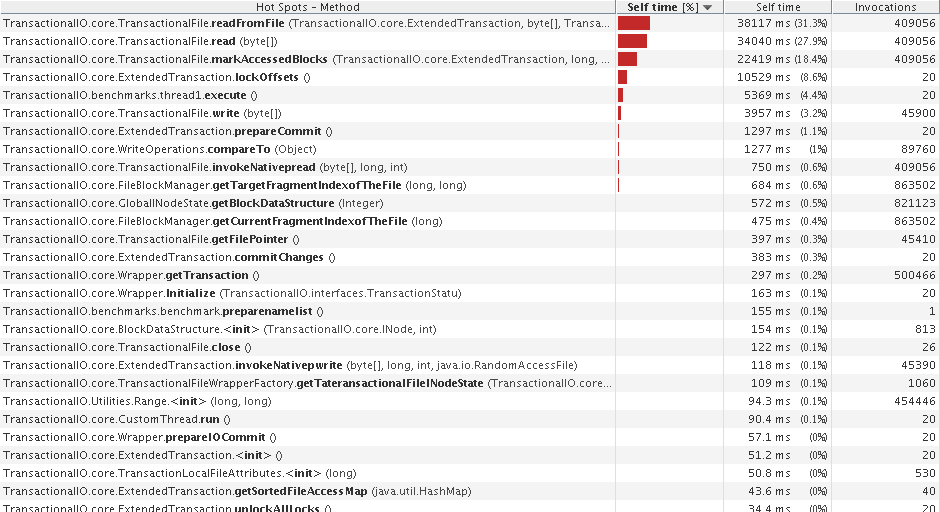 Hot Spots - Method Self time [%] Self time Invocations
TransactionalIO.core.TransactionalFile.readFromFile (TransactionalIO.core.ExtendedTransaction, byte[], Transa... 38117 ms (31.3%) 409056
TransactionalIO.core.TransactionalFile.read (byte[]) 34040 ms (27.9%) 409056
TransactionalIO.core.TransactionalFile.markAccessedBlocks (TransactionalIO.core.ExtendedTransaction, long, ... 22419 ms (18.4%) 409056
TransactionalIO.core.ExtendedTransaction.lockOffsets () 10529 ms (8.6%) 20
TransactionalIO.benchmarks.thread1.execute () 5369 ms (4.4%) 20
TransactionalIO.core.TransactionalFile.write (byte[]) 3957 ms (3.2%) 45900
TransactionalIO.core.ExtendedTransaction.prepareCommit () 1297 ms (1.1%) 20
TransactionalIO.core.WriteOperations.compareTo (Object) 1277 ms (1%) 89760
TransactionalIO.core.TransactionalFile.invokeNativepread (byte[], long, int) 750 ms (0.6%) 409056
TransactionalIO.core.FileBlockManager.getTargetFragmentIndexofTheFile (long, long) 684 ms (0.6%) 863502
TransactionalIO.core.GlobalINodeState.getBlockDataStructure (Integer) 572 ms (0.5%) 821123
TransactionalIO.core.FileBlockManager.getCurrentFragmentIndexofTheFile (long) 475 ms (0.4%) 863502
TransactionalIO.core.TransactionalFile.getFilePointer () 397 ms (0.3%) 45410
TransactionalIO.core.ExtendedTransaction.commitChanges () 383 ms (0.3%) 20
TransactionalIO.core.Wrapper.getTransaction () 297 ms (0.2%) 500466
TransactionalIO.core.Wrapper.Initialize (TransactionalIO.interfaces.TransactionStatu) 163 ms (0.1%) 20
TransactionalIO.benchmarks.benchmark.preparenamelist () 155 ms (0.1%) 1
TransactionalIO.core.BlockDataStructure.<init> (TransactionalIO.core.INode, int) 154 ms (0.1%) 813
TransactionalIO.core.TransactionalFile.close () 122 ms (0.1%) 26
TransactionalIO.core.ExtendedTransaction.invokeNativepwrite (byte[], long, int, java.io.RandomAccessFile) 118 ms (0.1%) 45390
TransactionalIO.core.TransactionalFileWrapperFactory.getTateransactionalFileINodeState (TransactionalIO.core... 109 ms (0.1%) 1060
TransactionalIO.Utilities.Range.<init> (long, long) 94.3 ms (0.1%) 454446
TransactionalIO.core.CustomThread.run () 90.4 ms (0.1%) 20
TransactionalIO.core.Wrapper.prepareIOCommit () 57.1 ms (0%) 20
TransactionalIO.core.ExtendedTransaction.<init> () 51.2 ms (0%) 20
TransactionalIO.core.TransactionLocalFileAttributes.<init> (long) 50.8 ms (0%) 530
TransactionalIO.core.ExtendedTransaction.getSortedFileAccessMap (java.util.HashMap) 43.6 ms (0%) 40
TransactionalIO.core.ExtendedTransaction.unlockAllLocks () 34.4 ms (0%) 20